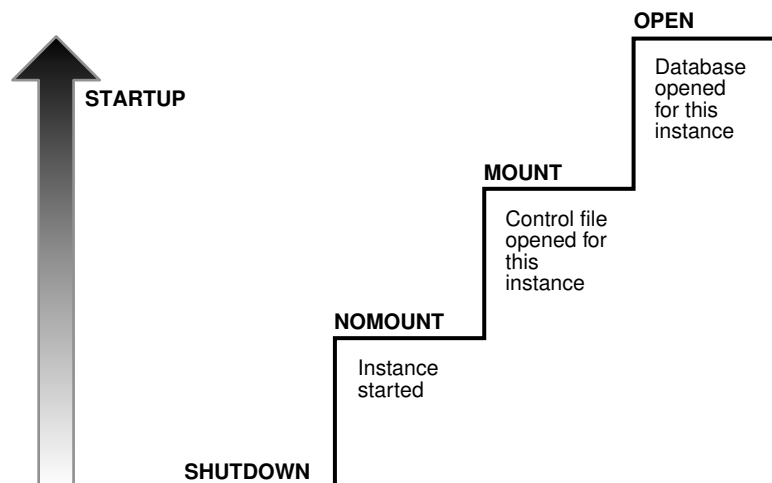 OPEN
Database
opened
for this
instance
STARTUP
MOUNT
Control file
opened for
this
instance
NOMOUNT
Instance
started
SHUTDOWN